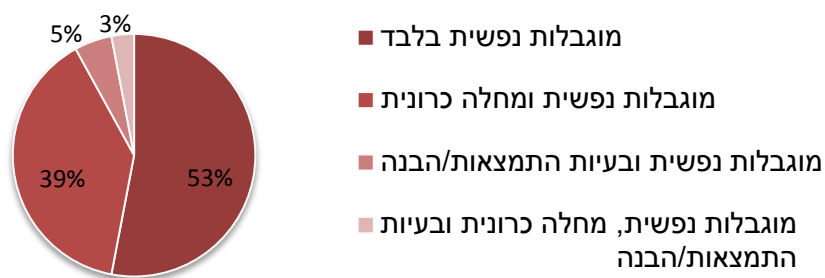 3%
5%
39%
53%
מוגבלות נפשית בלבד
מוגבלות נפשית ומחלה כרונית
מוגבלות נפשית ובעיות התמצאות/הבנה
מוגבלות נפשית, מחלה כרונית ובעיות
התמצאות/הבנה